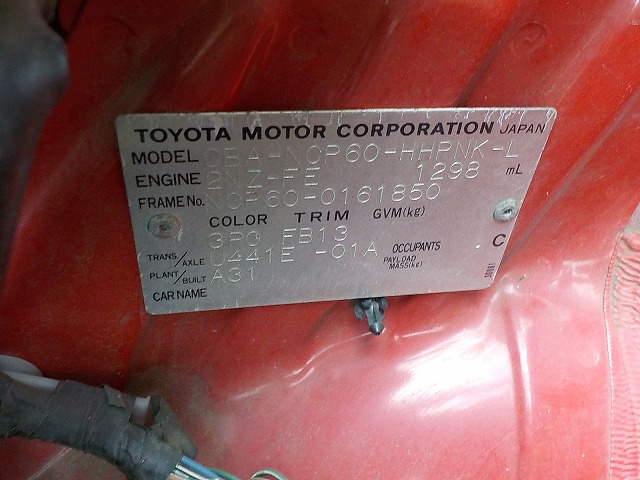 TOYOTA MOTOR CORPORATION JAPAN
MODEL CBA-NCP60-HHPNK-L
ENGINE 2NZ-FE 1298 mL
FRAME No. NCP60-0161850
COLOR TRIM GVM(kg)
3P0 FB13
TRANS/AXLE U441E -01A OCCUPANTS C
PLANT/BUILT A31 PAYLOAD MASS(kg)
CAR NAME